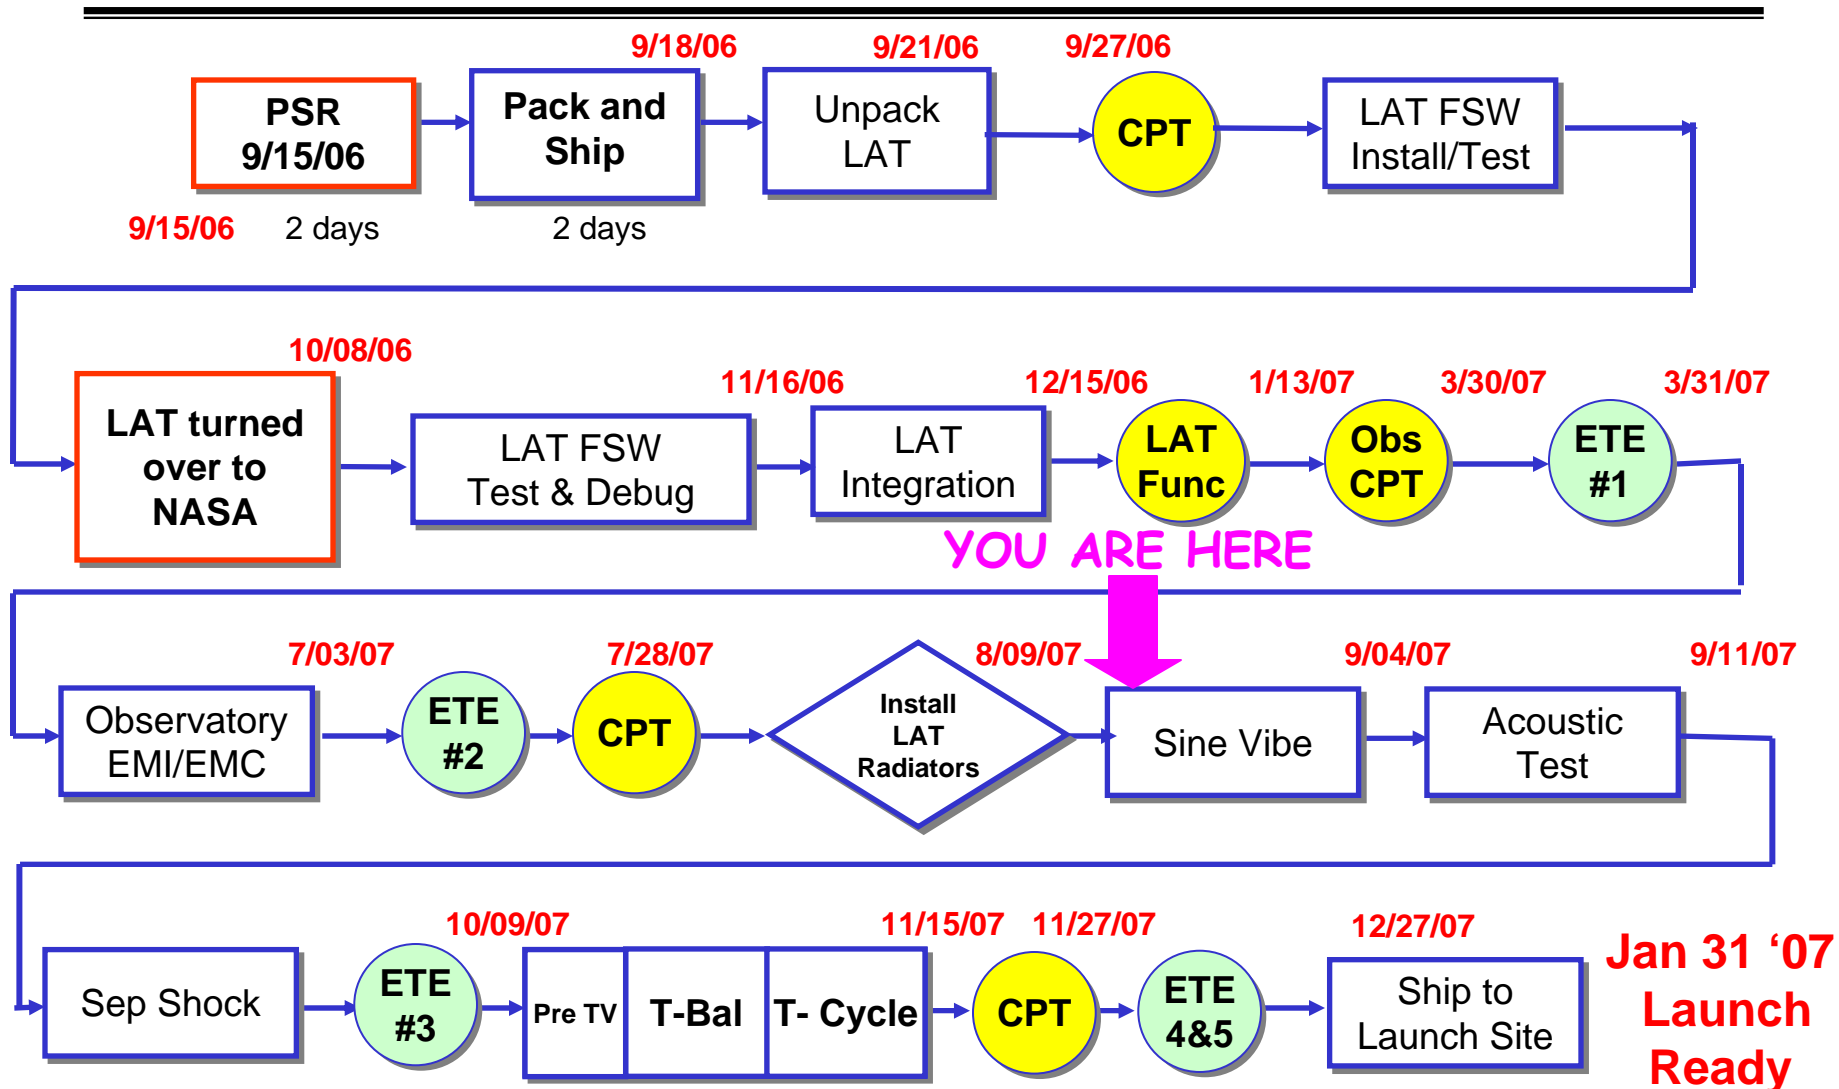 9/18/06
9/21/06
9/27/06
PSR
9/15/06
Pack and
Ship
Unpack
LAT
CPT
LAT FSW
Install/Test
9/15/06
2 days
2 days
10/08/06
11/16/06
12/15/06
1/13/07
3/30/07
3/31/07
LAT turned
over to
NASA
LAT FSW
Test & Debug
LAT
Integration
LAT
Func
Obs
CPT
ETE
#1
YOU ARE HERE
7/03/07
7/28/07
8/09/07
9/04/07
9/11/07
Observatory
EMI/EMC
ETE
#2
CPT
Install
LAT
Radiators
Sine Vibe
Acoustic
Test
10/09/07
11/15/07
11/27/07
12/27/07
Sep Shock
ETE
#3
Pre TV
T-Bal
T- Cycle
CPT
ETE
4&5
Ship to
Launch Site
Jan 31 ‘07
Launch
Ready